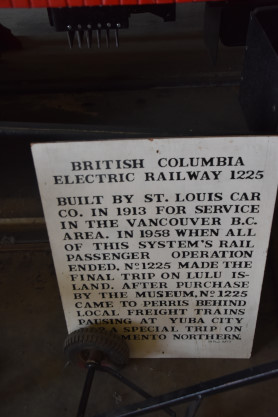 BRITISH COLUMBIA
ELECTRIC RAILWAY 1225
BUILT BY ST. LOUIS CAR
CO. IN 1913 FOR SERVICE
IN THE VANCOUVER B.C.
AREA. IN 1958 WHEN ALL
OF THIS SYSTEM'S RAIL
PASSENGER OPERATION
ENDED, Nº1225 MADE THE
FINAL TRIP ON LULU IS-
LAND. AFTER PURCHASE
BY THE MUSEUM, Nº1225
CAME TO PERRIS BEHIND
LOCAL FREIGHT TRAINS
PAUSING AT YUBA CITY
A SPECIAL TRIP ON
NORTHERN.